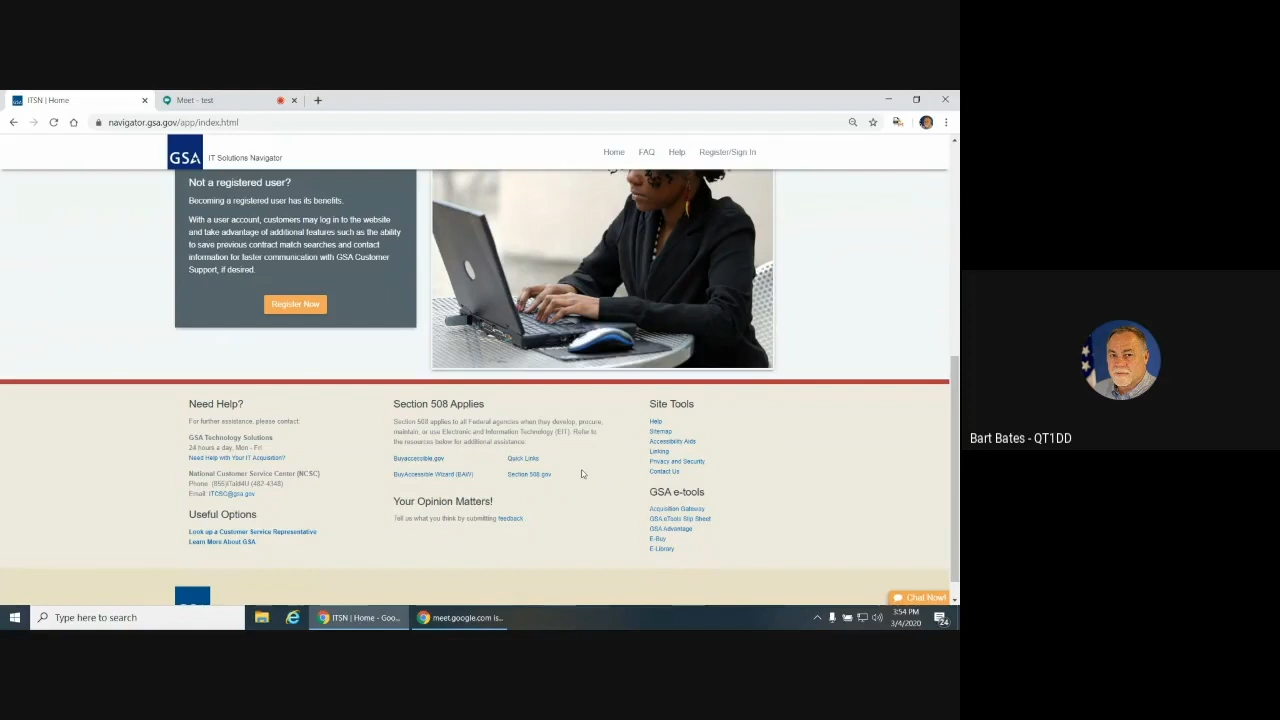 ITSN | Home
Meet - test
navigator.gsa.gov/app/index.html
GSA
IT Solutions Navigator
Home
FAQ
Help
Register/Sign In
Not a registered user?
Becoming a registered user has its benefits.
With a user account, customers may log in to the website
and take advantage of additional features such as the ability
to save previous contract match searches and contact
information for faster communication with GSA Customer
Support, if desired.
Register Now
Need Help?
For further assistance, please contact:
GSA Technology Solutions
24 hours a day, Mon - Fri
Need Help with Your IT Acquisition?
National Customer Service Center (NCSC)
Phone: (855)ITaid4U (482-4348)
Email: ITCSC@gsa.gov
Useful Options
Look up a Customer Service Representative
Learn More About GSA
Section 508 Applies
Section 508 applies to all Federal agencies when they develop, procure,
maintain, or use Electronic and Information Technology (EIT). Refer to
the resources below for additional assistance:
Buyaccessible.gov
Quick Links
BuyAccessible Wizard (BAW)
Section 508.gov
Your Opinion Matters!
Tell us what you think by submitting feedback
Site Tools
Help
Sitemap
Accessibility Aids
Linking
Privacy and Security
Contact Us
GSA e-tools
Acquisition Gateway
GSA eTools Slip Sheet
GSA Advantage
E-Buy
E-Library
Chat Now!
Bart Bates - QT1DD
Type here to search
ITSN | Home - Goo...
meet.google.com is...
3:54 PM
3/4/2020
24